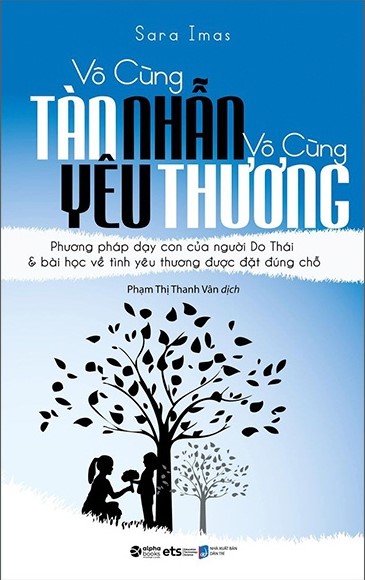 Sara Imas
Vô Cùng
TÀN NHẪN
Vô Cùng
YÊU THƯƠNG
Phương pháp dạy con của người Do Thái
& bài học về tình yêu thương được đặt đúng chỗ
Phạm Thị Thanh Vân dịch
alpha books
ets
NHÀ XUẤT BẢN
DÂN TRÍ